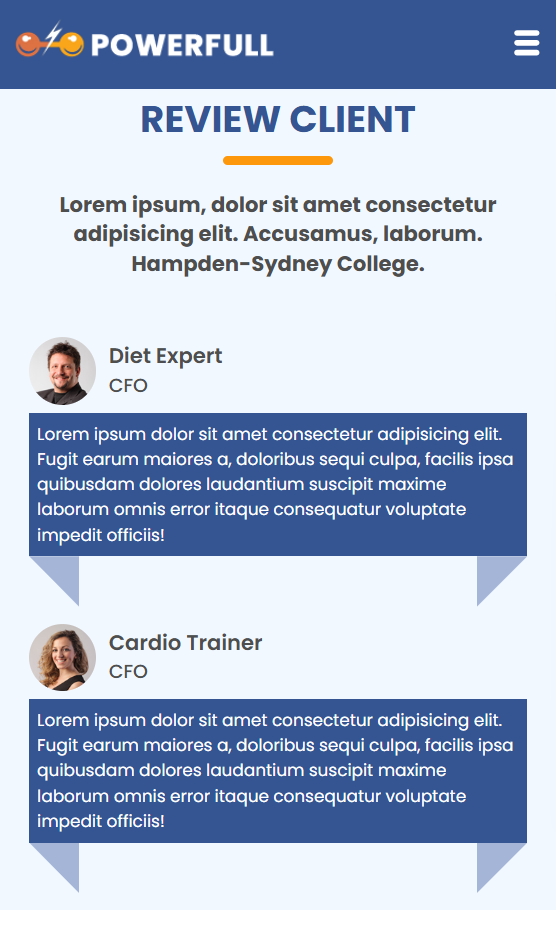 POWERFULL
REVIEW CLIENT
Lorem ipsum, dolor sit amet consectetur
adipisicing elit. Accusamus, laborum.
Hampden-Sydney College.
Diet Expert
CFO
Lorem ipsum dolor sit amet consectetur adipisicing elit.
Fugit earum maiores a, doloribus sequi culpa, facilis ipsa
quibusdam dolores laudantium suscipit maxime
laborum omnis error itaque consequatur voluptate
impedit officiis!
Cardio Trainer
CFO
Lorem ipsum dolor sit amet consectetur adipisicing elit.
Fugit earum maiores a, doloribus sequi culpa, facilis ipsa
quibusdam dolores laudantium suscipit maxime
laborum omnis error itaque consequatur voluptate
impedit officiis!